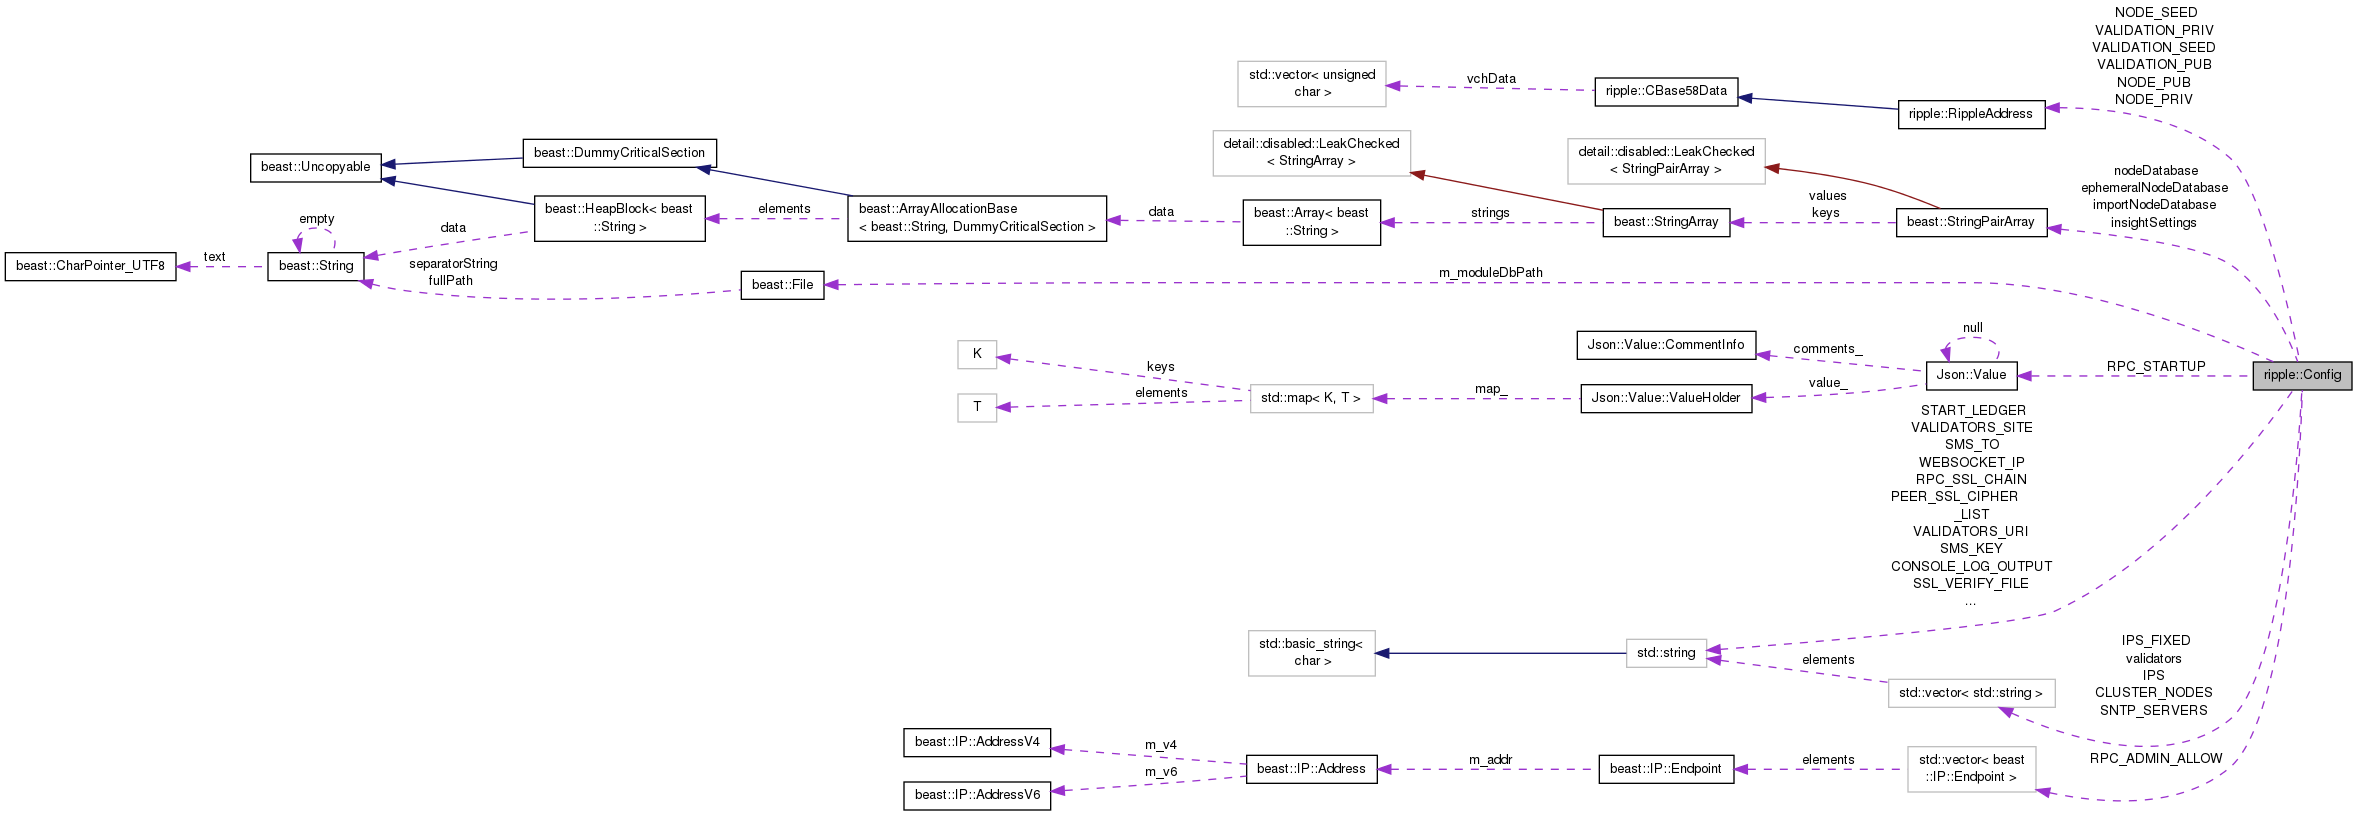 NODE_SEED
VALIDATION_PRIV
VALIDATION_SEED
VALIDATION_PUB
NODE_PUB
NODE_PRIV
std::vector< unsigned
char >
vchData
ripple::CBase58Data
ripple::RippleAddress
beast::Uncopyable
beast::DummyCriticalSection
detail::disabled::LeakChecked
< StringArray >
detail::disabled::LeakChecked
< StringPairArray >
nodeDatabase
ephemeralNodeDatabase
importNodeDatabase
insightSettings
beast::HeapBlock< beast
::String >
elements
beast::ArrayAllocationBase
< beast::String, DummyCriticalSection >
data
beast::Array< beast
::String >
strings
beast::StringArray
values
keys
beast::StringPairArray
empty
data
beast::CharPointer_UTF8
text
beast::String
separatorString
fullPath
beast::File
m_moduleDbPath
K
T
keys
elements
std::map< K, T >
map_
Json::Value::CommentInfo
Json::Value::ValueHolder
comments_
value_
null
Json::Value
RPC_STARTUP
ripple::Config
START_LEDGER
VALIDATORS_SITE
SMS_TO
WEBSOCKET_IP
RPC_SSL_CHAIN
PEER_SSL_CIPHER
_LIST
VALIDATORS_URI
SMS_KEY
CONSOLE_LOG_OUTPUT
SSL_VERIFY_FILE
...
std::basic_string<
char >
std::string
elements
std::vector< std::string >
IPS_FIXED
validators
IPS
CLUSTER_NODES
SNTP_SERVERS
beast::IP::AddressV4
beast::IP::AddressV6
m_v4
m_v6
beast::IP::Address
m_addr
beast::IP::Endpoint
elements
std::vector< beast
::IP::Endpoint >
RPC_ADMIN_ALLOW